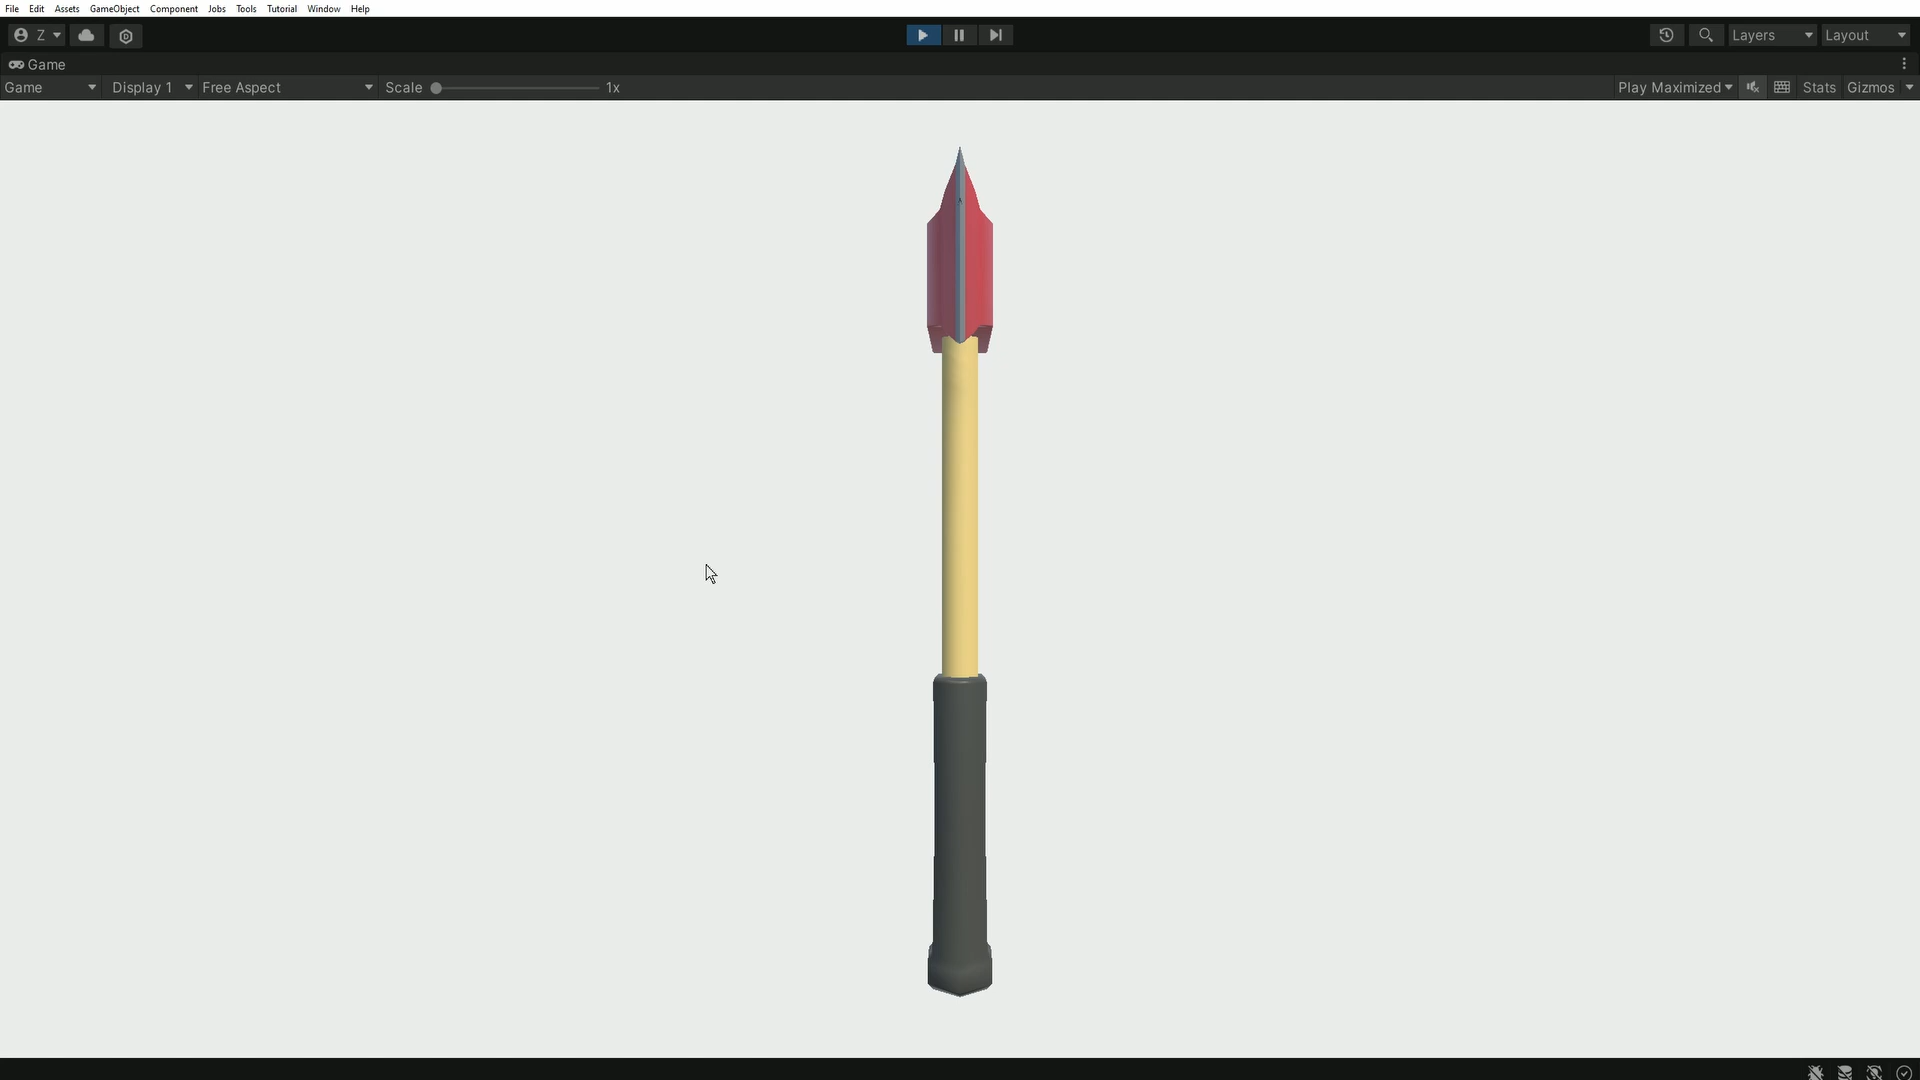 File Edit Assets GameObject Component Jobs Tools Tutorial Window Help
Z Layers Layout
Game
Game Display 1 Free Aspect Scale 1x Play Maximized Stats Gizmos